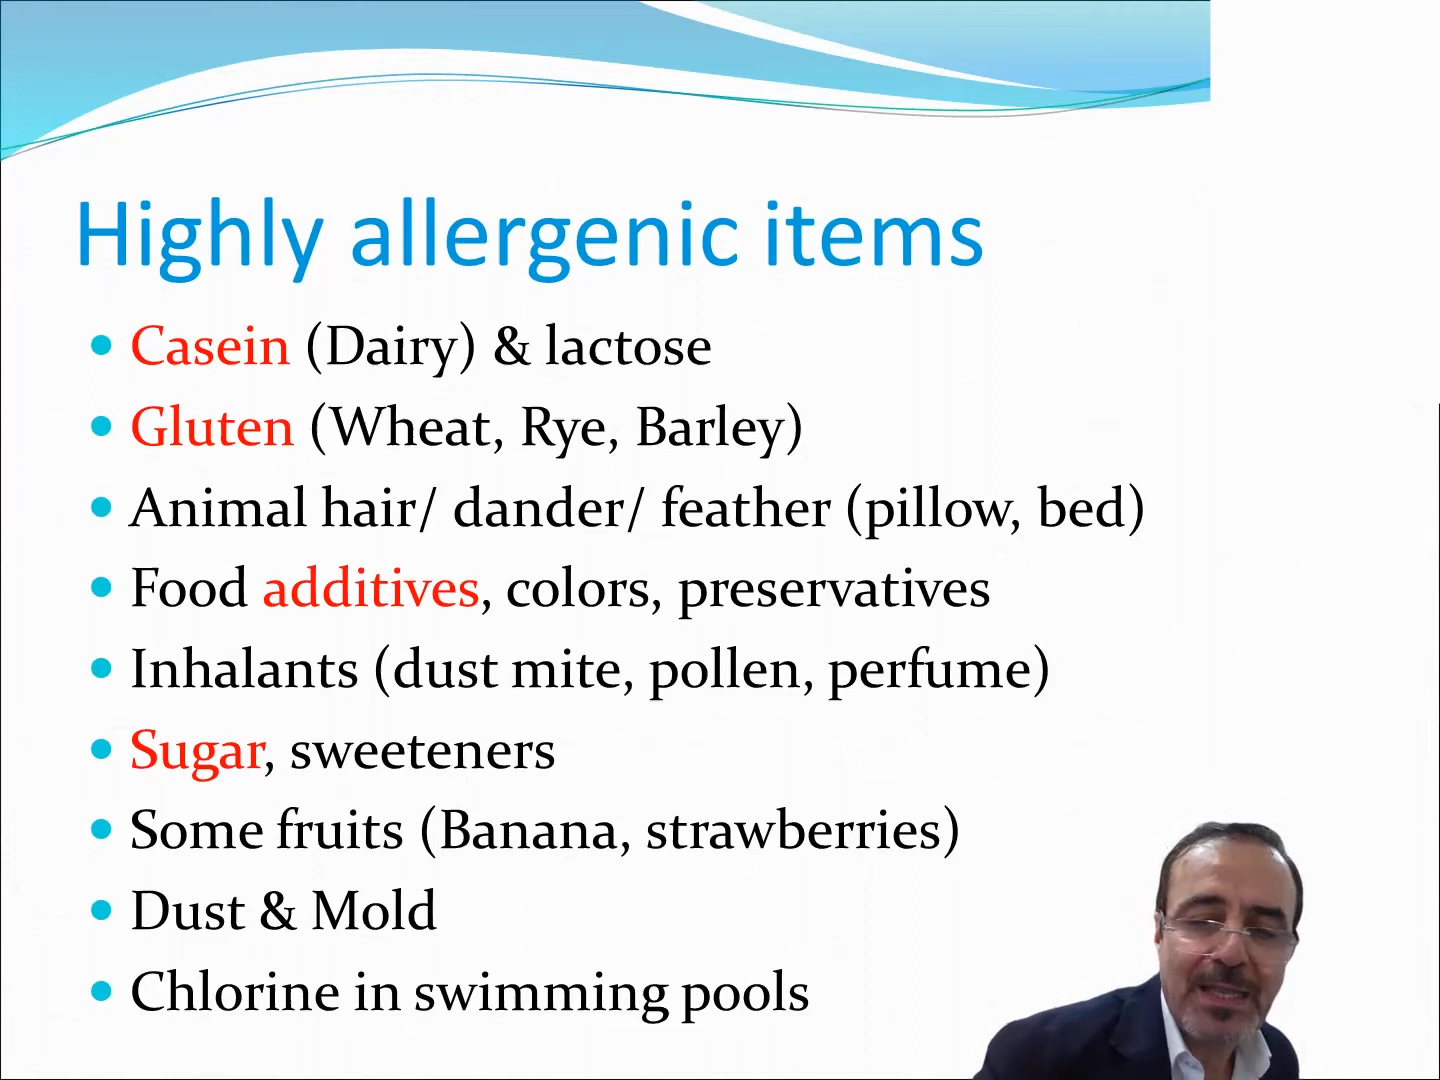 Highly allergenic items
• Casein (Dairy) & lactose
• Gluten (Wheat, Rye, Barley)
• Animal hair/ dander/ feather (pillow, bed)
• Food additives, colors, preservatives
• Inhalants (dust mite, pollen, perfume)
• Sugar, sweeteners
• Some fruits (Banana, strawberries)
• Dust & Mold
• Chlorine in swimming pools